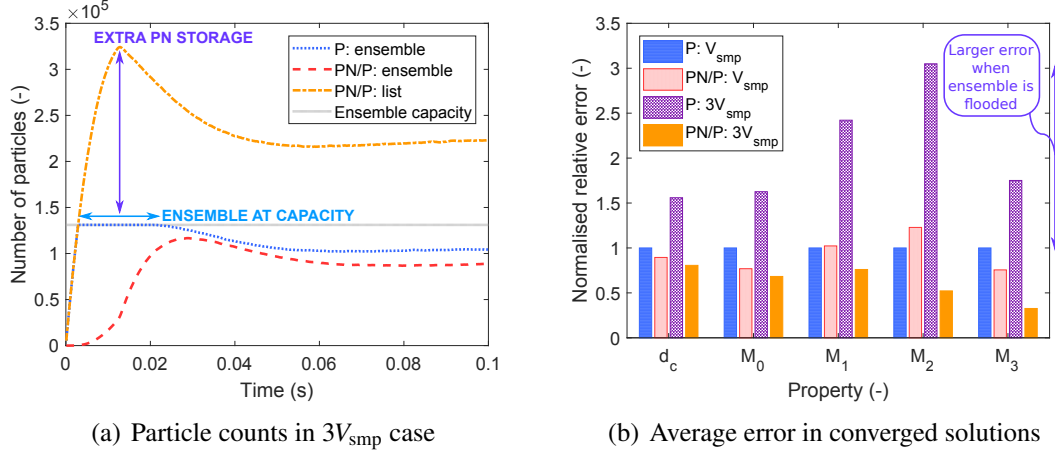 ×10⁵
3.5
3
2.5
2
1.5
1
0.5
0
Number of particles (-)
EXTRA PN STORAGE
P: ensemble
PN/P: ensemble
PN/P: list
Ensemble capacity
ENSEMBLE AT CAPACITY
0 0.02 0.04 0.06 0.08 0.1
Time (s)
(a) Particle counts in 3V_smp case
3.5
3
2.5
2
1.5
1
0.5
0
Normalised relative error (-)
P: V_smp
PN/P: V_smp
P: 3V_smp
PN/P: 3V_smp
Larger error
when
ensemble is
flooded
d_c M_0 M_1 M_2 M_3
Property (-)
(b) Average error in converged solutions